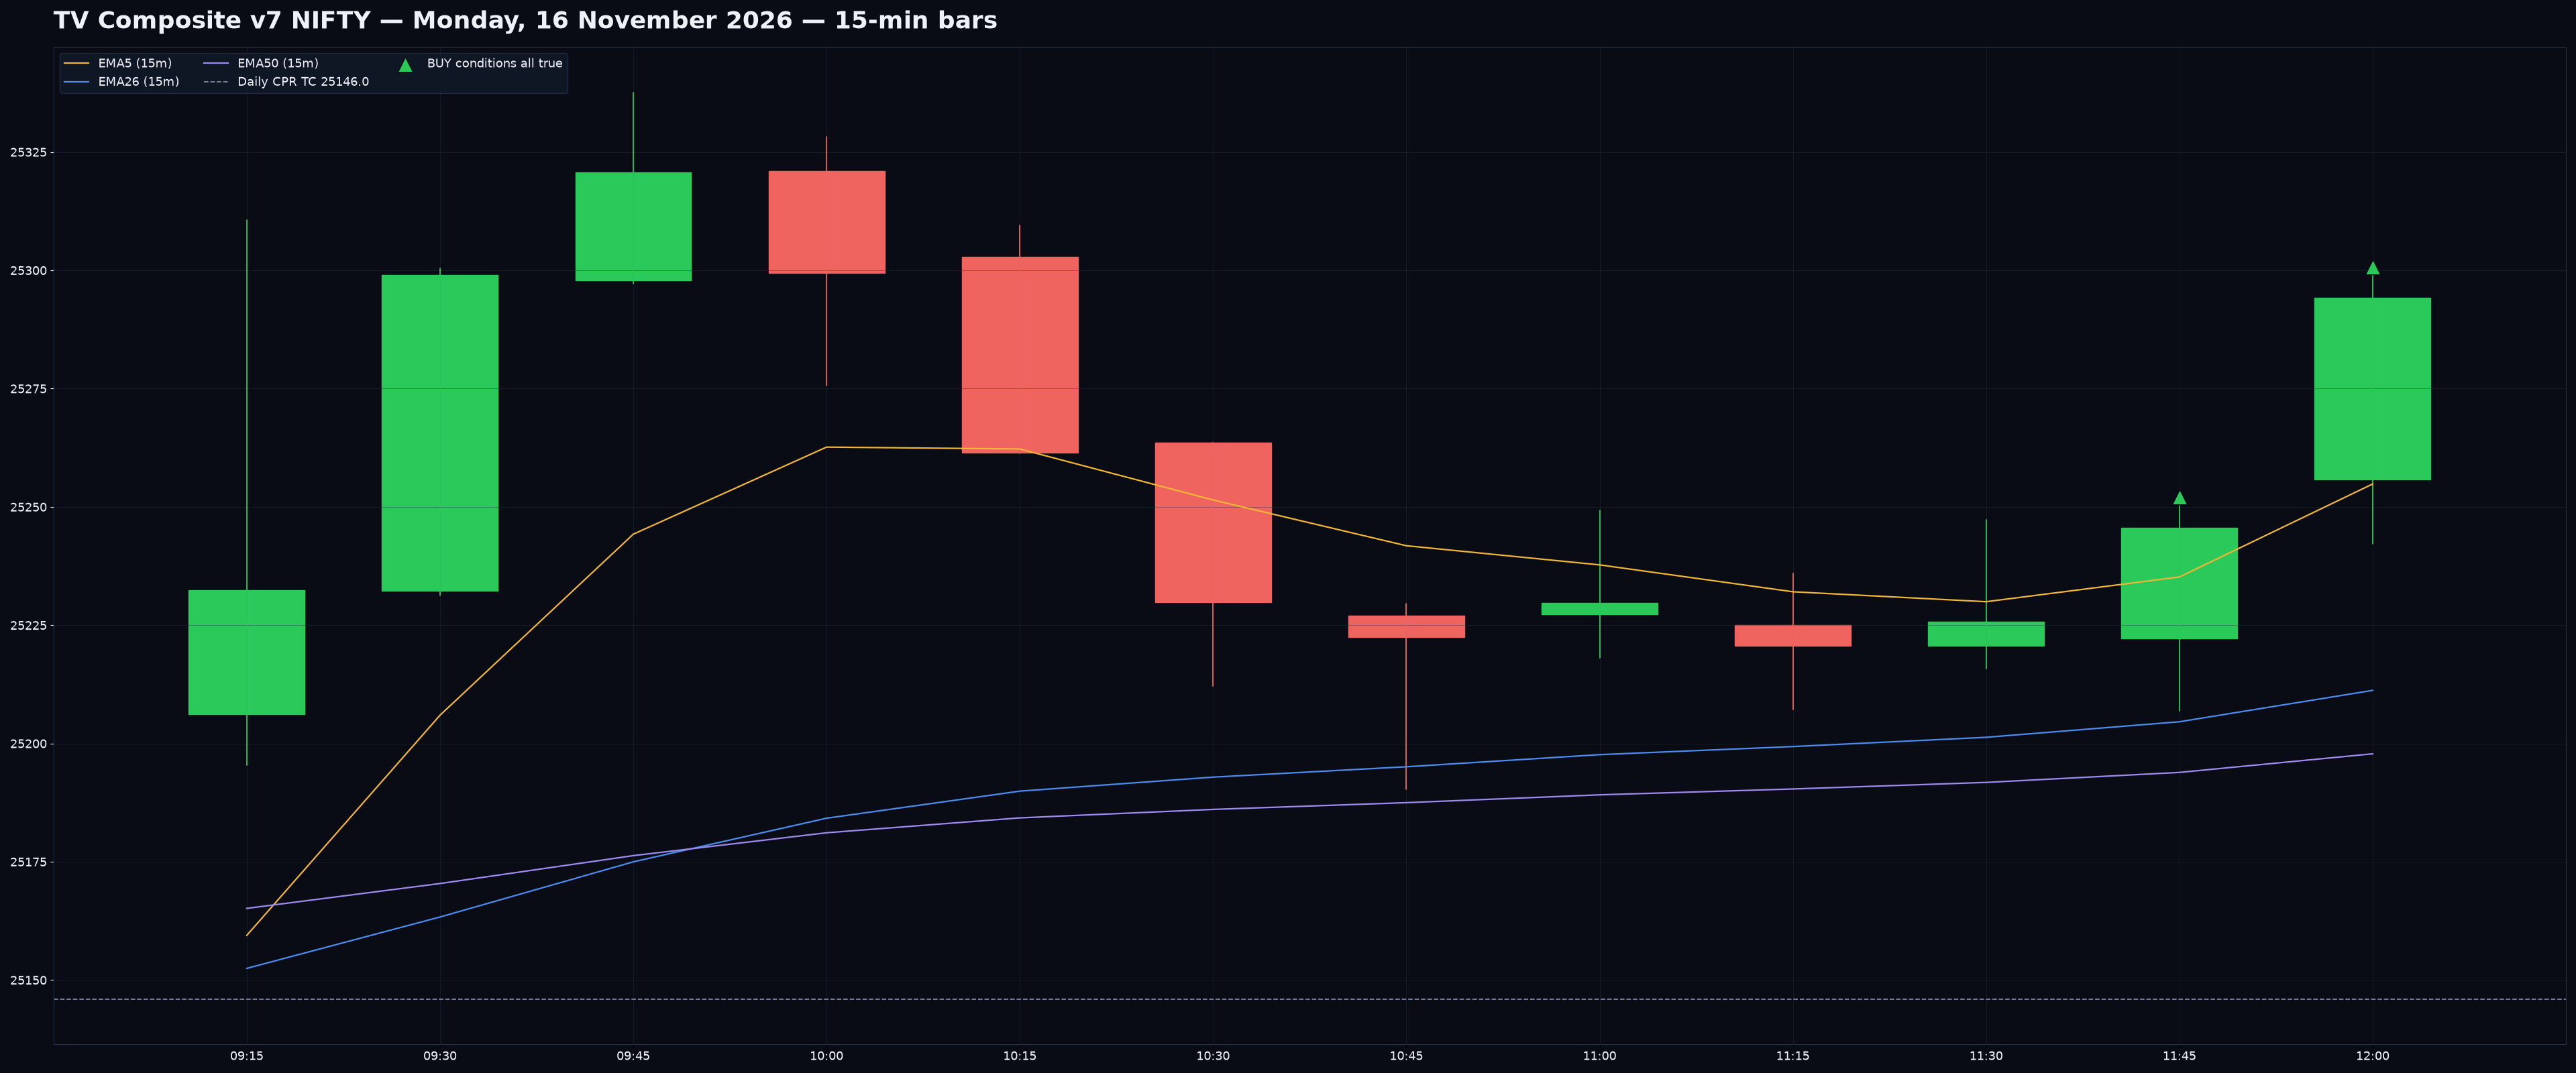 TV Composite v7 NIFTY — Monday, 16 November 2026 — 15-min bars
EMA5 (15m)
EMA26 (15m)
EMA50 (15m)
Daily CPR TC 25146.0
BUY conditions all true
25325
25300
25275
25250
25225
25200
25175
25150
09:15 09:30 09:45 10:00 10:15 10:30 10:45 11:00 11:15 11:30 11:45 12:00